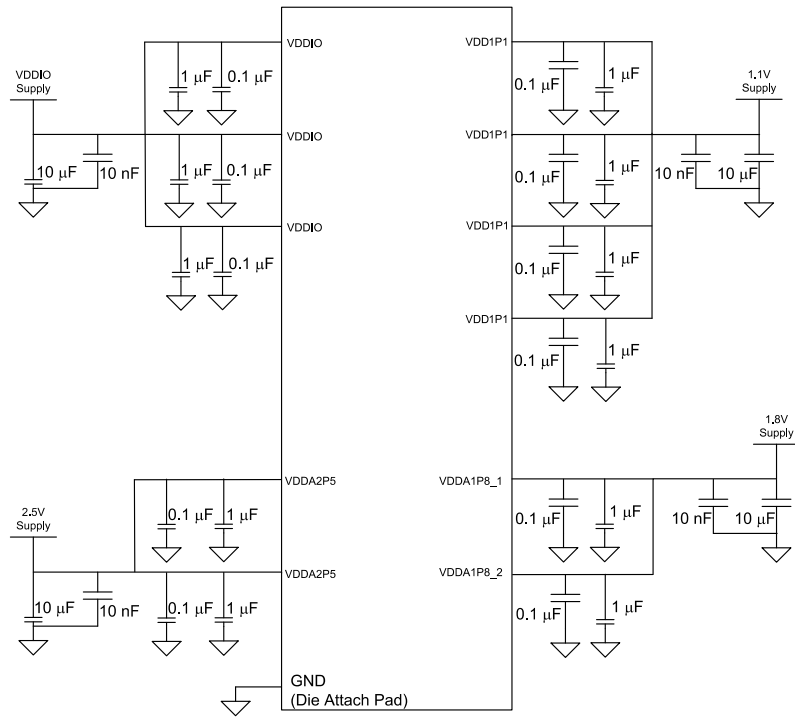 VDDIO
Supply
10 μF
10 nF
1 μF
0.1 μF
VDDIO
1 μF
0.1 μF
VDDIO
1 μF
0.1 μF
VDDIO
2.5V
Supply
10 μF
10 nF
0.1 μF
1 μF
VDDA2P5
0.1 μF
1 μF
VDDA2P5
GND
(Die Attach Pad)
VDD1P1
0.1 μF
1 μF
VDD1P1
0.1 μF
1 μF
VDD1P1
0.1 μF
1 μF
VDD1P1
0.1 μF
1 μF
1.1V
Supply
10 nF
10 μF
VDDA1P8_1
0.1 μF
1 μF
VDDA1P8_2
0.1 μF
1 μF
1.8V
Supply
10 nF
10 μF